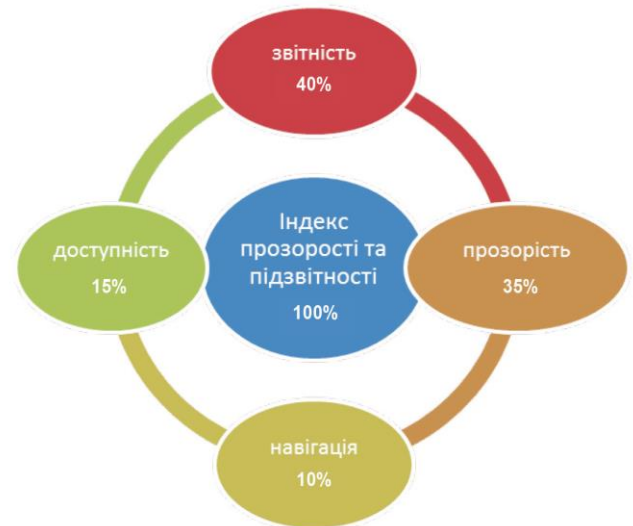 звітність
40%
доступність
15%
Індекс
прозорості та
підзвітності
100%
прозорість
35%
навігація
10%